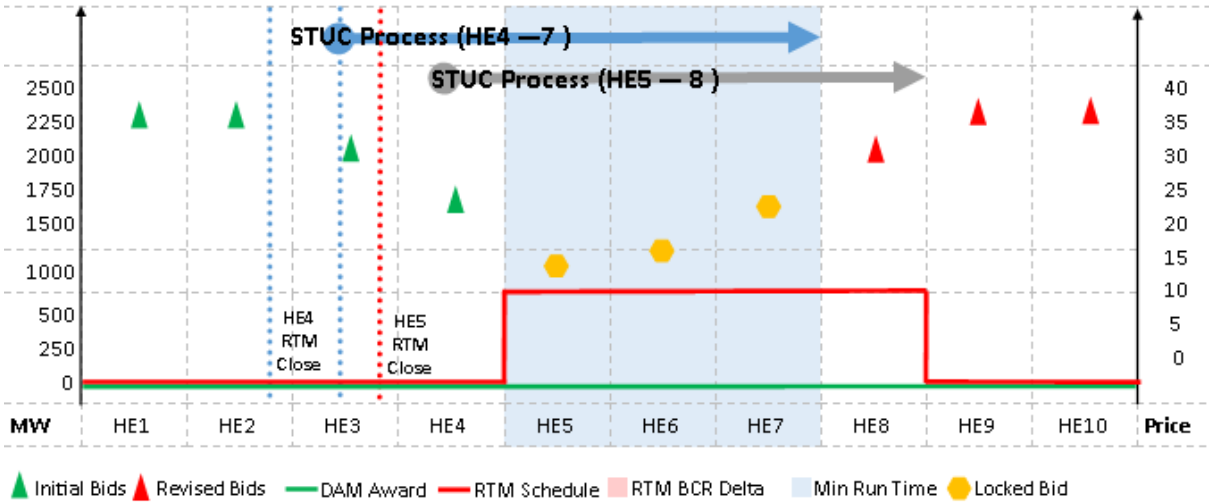 STUC Process (HE4 —7 )
STUC Process (HE5 — 8 )
2500
2250
2000
1750
1500
1000
500
250
0
40
35
30
25
20
15
10
5
0
HE4
RTM
Close
HE5
RTM
Close
MW HE1 HE2 HE3 HE4 HE5 HE6 HE7 HE8 HE9 HE10 Price
Initial Bids Revised Bids DAM Award RTM Schedule RTM BCR Delta Min Run Time Locked Bid